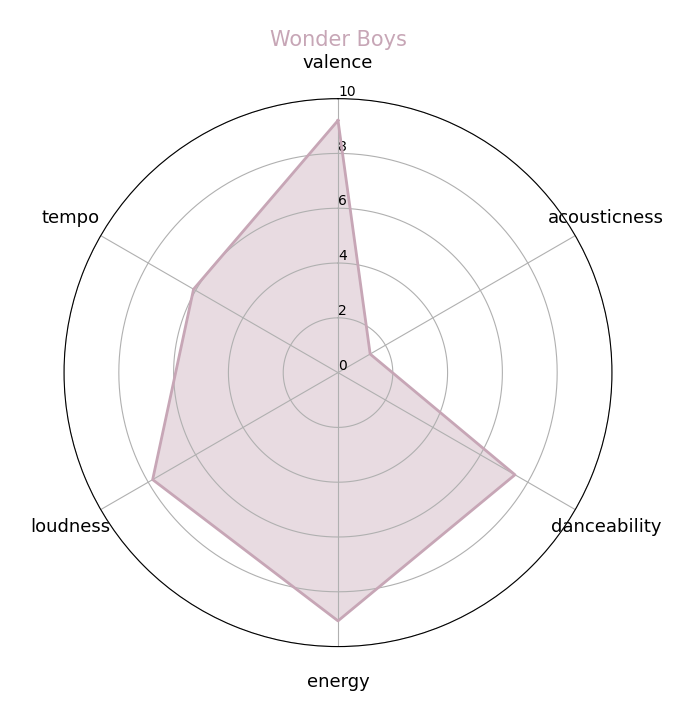 Wonder Boys
valence
10
8
tempo
acousticness
6
4
2
0
loudness
danceability
energy